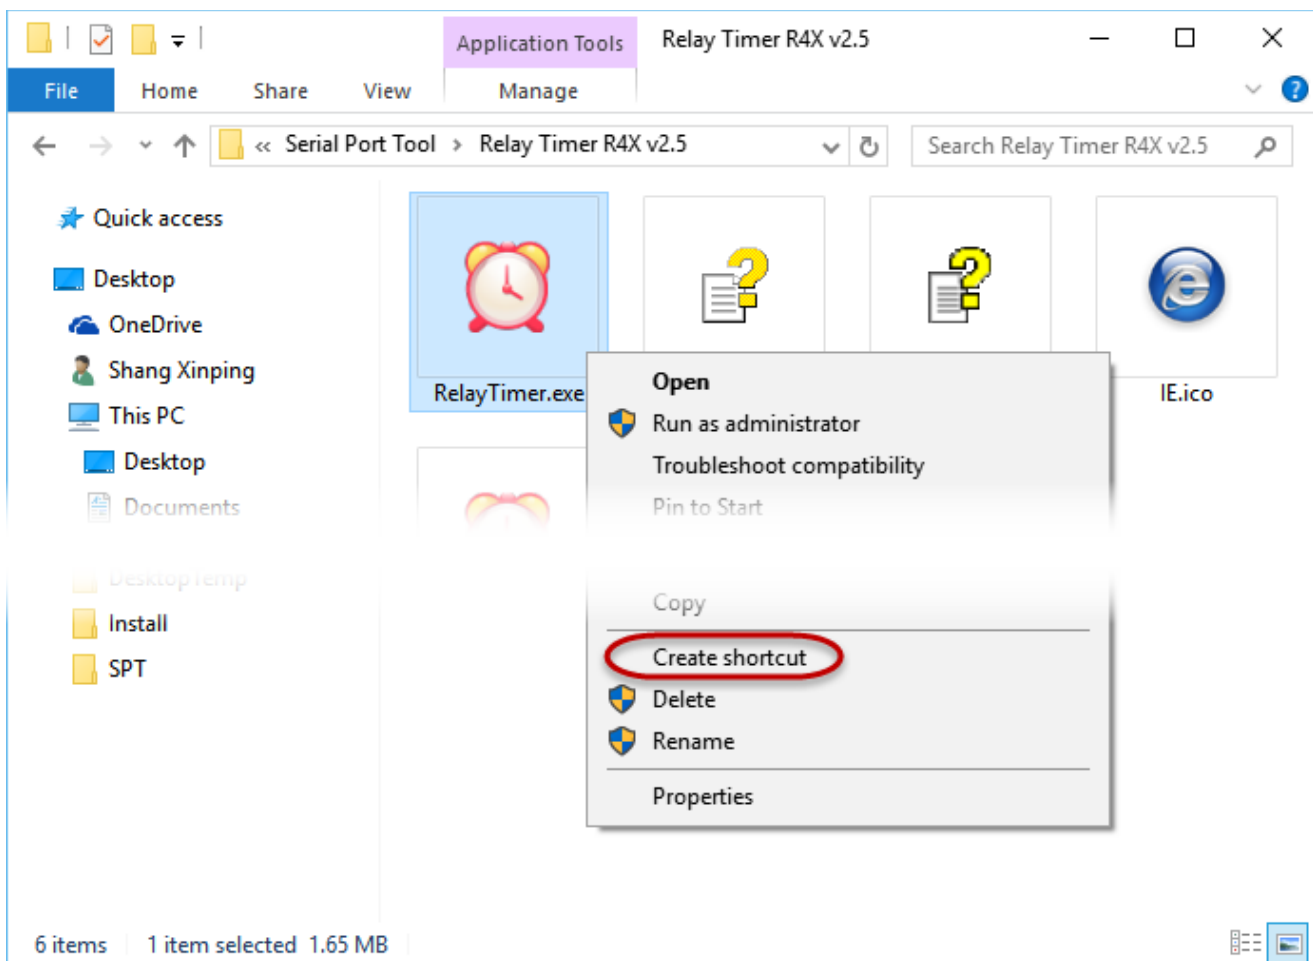 Application Tools
Relay Timer R4X v2.5
File
Home
Share
View
Manage
« Serial Port Tool > Relay Timer R4X v2.5
Search Relay Timer R4X v2.5
Quick access
Desktop
OneDrive
Shang Xinping
This PC
Desktop
Documents
DesktopTemp
Install
SPT
RelayTimer.exe
IE.ico
Open
Run as administrator
Troubleshoot compatibility
Pin to Start
Copy
Create shortcut
Delete
Rename
Properties
6 items
1 item selected 1.65 MB